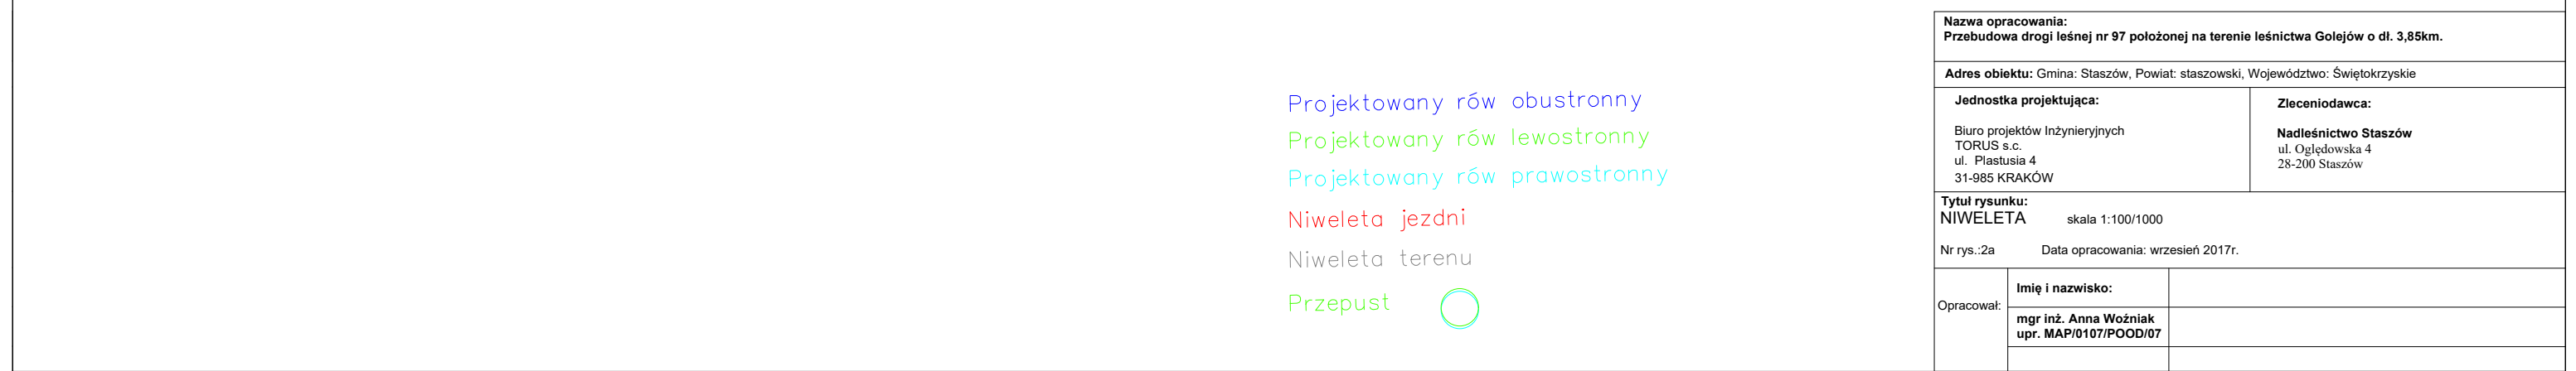 Projektowany rów obustronny
Projektowany rów lewostronny
Projektowany rów prawostronny
Niweleta jezdni
Niweleta terenu
Przepust
Nazwa opracowania:
Przebudowa drogi leśnej nr 97 położonej na terenie leśnictwa Golejów o dł. 3,85km.
Adres obiektu: Gmina: Staszów, Powiat: staszowski, Województwo: Świętokrzyskie
Jednostka projektująca:
Biuro projektów Inżynieryjnych
TORUS s.c.
ul. Plastusia 4
31-985 KRAKÓW
Zleceniodawca:
Nadleśnictwo Staszów
ul. Oględowska 4
28-200 Staszów
Tytuł rysunku:
NIWELETA skala 1:100/1000
Nr rys.:2a Data opracowania: wrzesień 2017r.
Opracował:
Imię i nazwisko:
mgr inż. Anna Woźniak
upr. MAP/0107/POOD/07